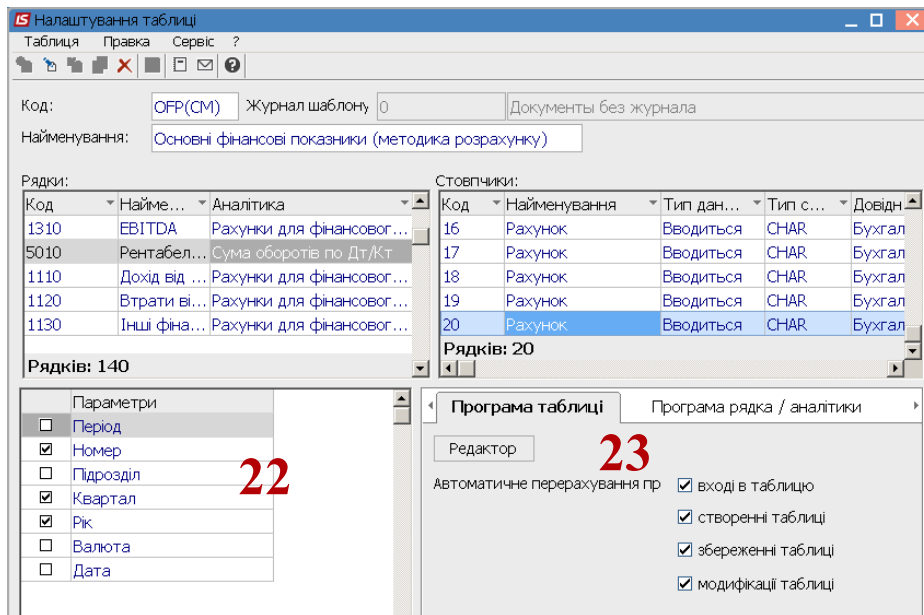 Налаштування таблиці
Таблиця Правка Сервіс ?
Код: OFP(CM) Журнал шаблону 0 Документы без журнала
Найменування: Основні фінансові показники (методика розрахунку)
Рядки:
Код Найме... Аналітика
1310 EBITDA Рахунки для фінансовог...
5010 Рентабел... Сума оборотів по Дт/Кт
1110 Дохід від ... Рахунки для фінансовог...
1120 Втрати ві... Рахунки для фінансовог...
1130 Інші фіна... Рахунки для фінансовог...
Рядків: 140
Стовпчики:
Код Найменування Тип дан... Тип с... Довідн
16 Рахунок Вводиться CHAR Бухгал
17 Рахунок Вводиться CHAR Бухгал
18 Рахунок Вводиться CHAR Бухгал
19 Рахунок Вводиться CHAR Бухгал
20 Рахунок Вводиться CHAR Бухгал
Рядків: 20
Параметри
Період
Номер
Підрозділ
Квартал
Рік
Валюта
Дата
22
Програма таблиці Програма рядка / аналітики
Редактор
23
Автоматичне перерахування пр
вході в таблицю
створенні таблиці
збереженні таблиці
модифікації таблиці